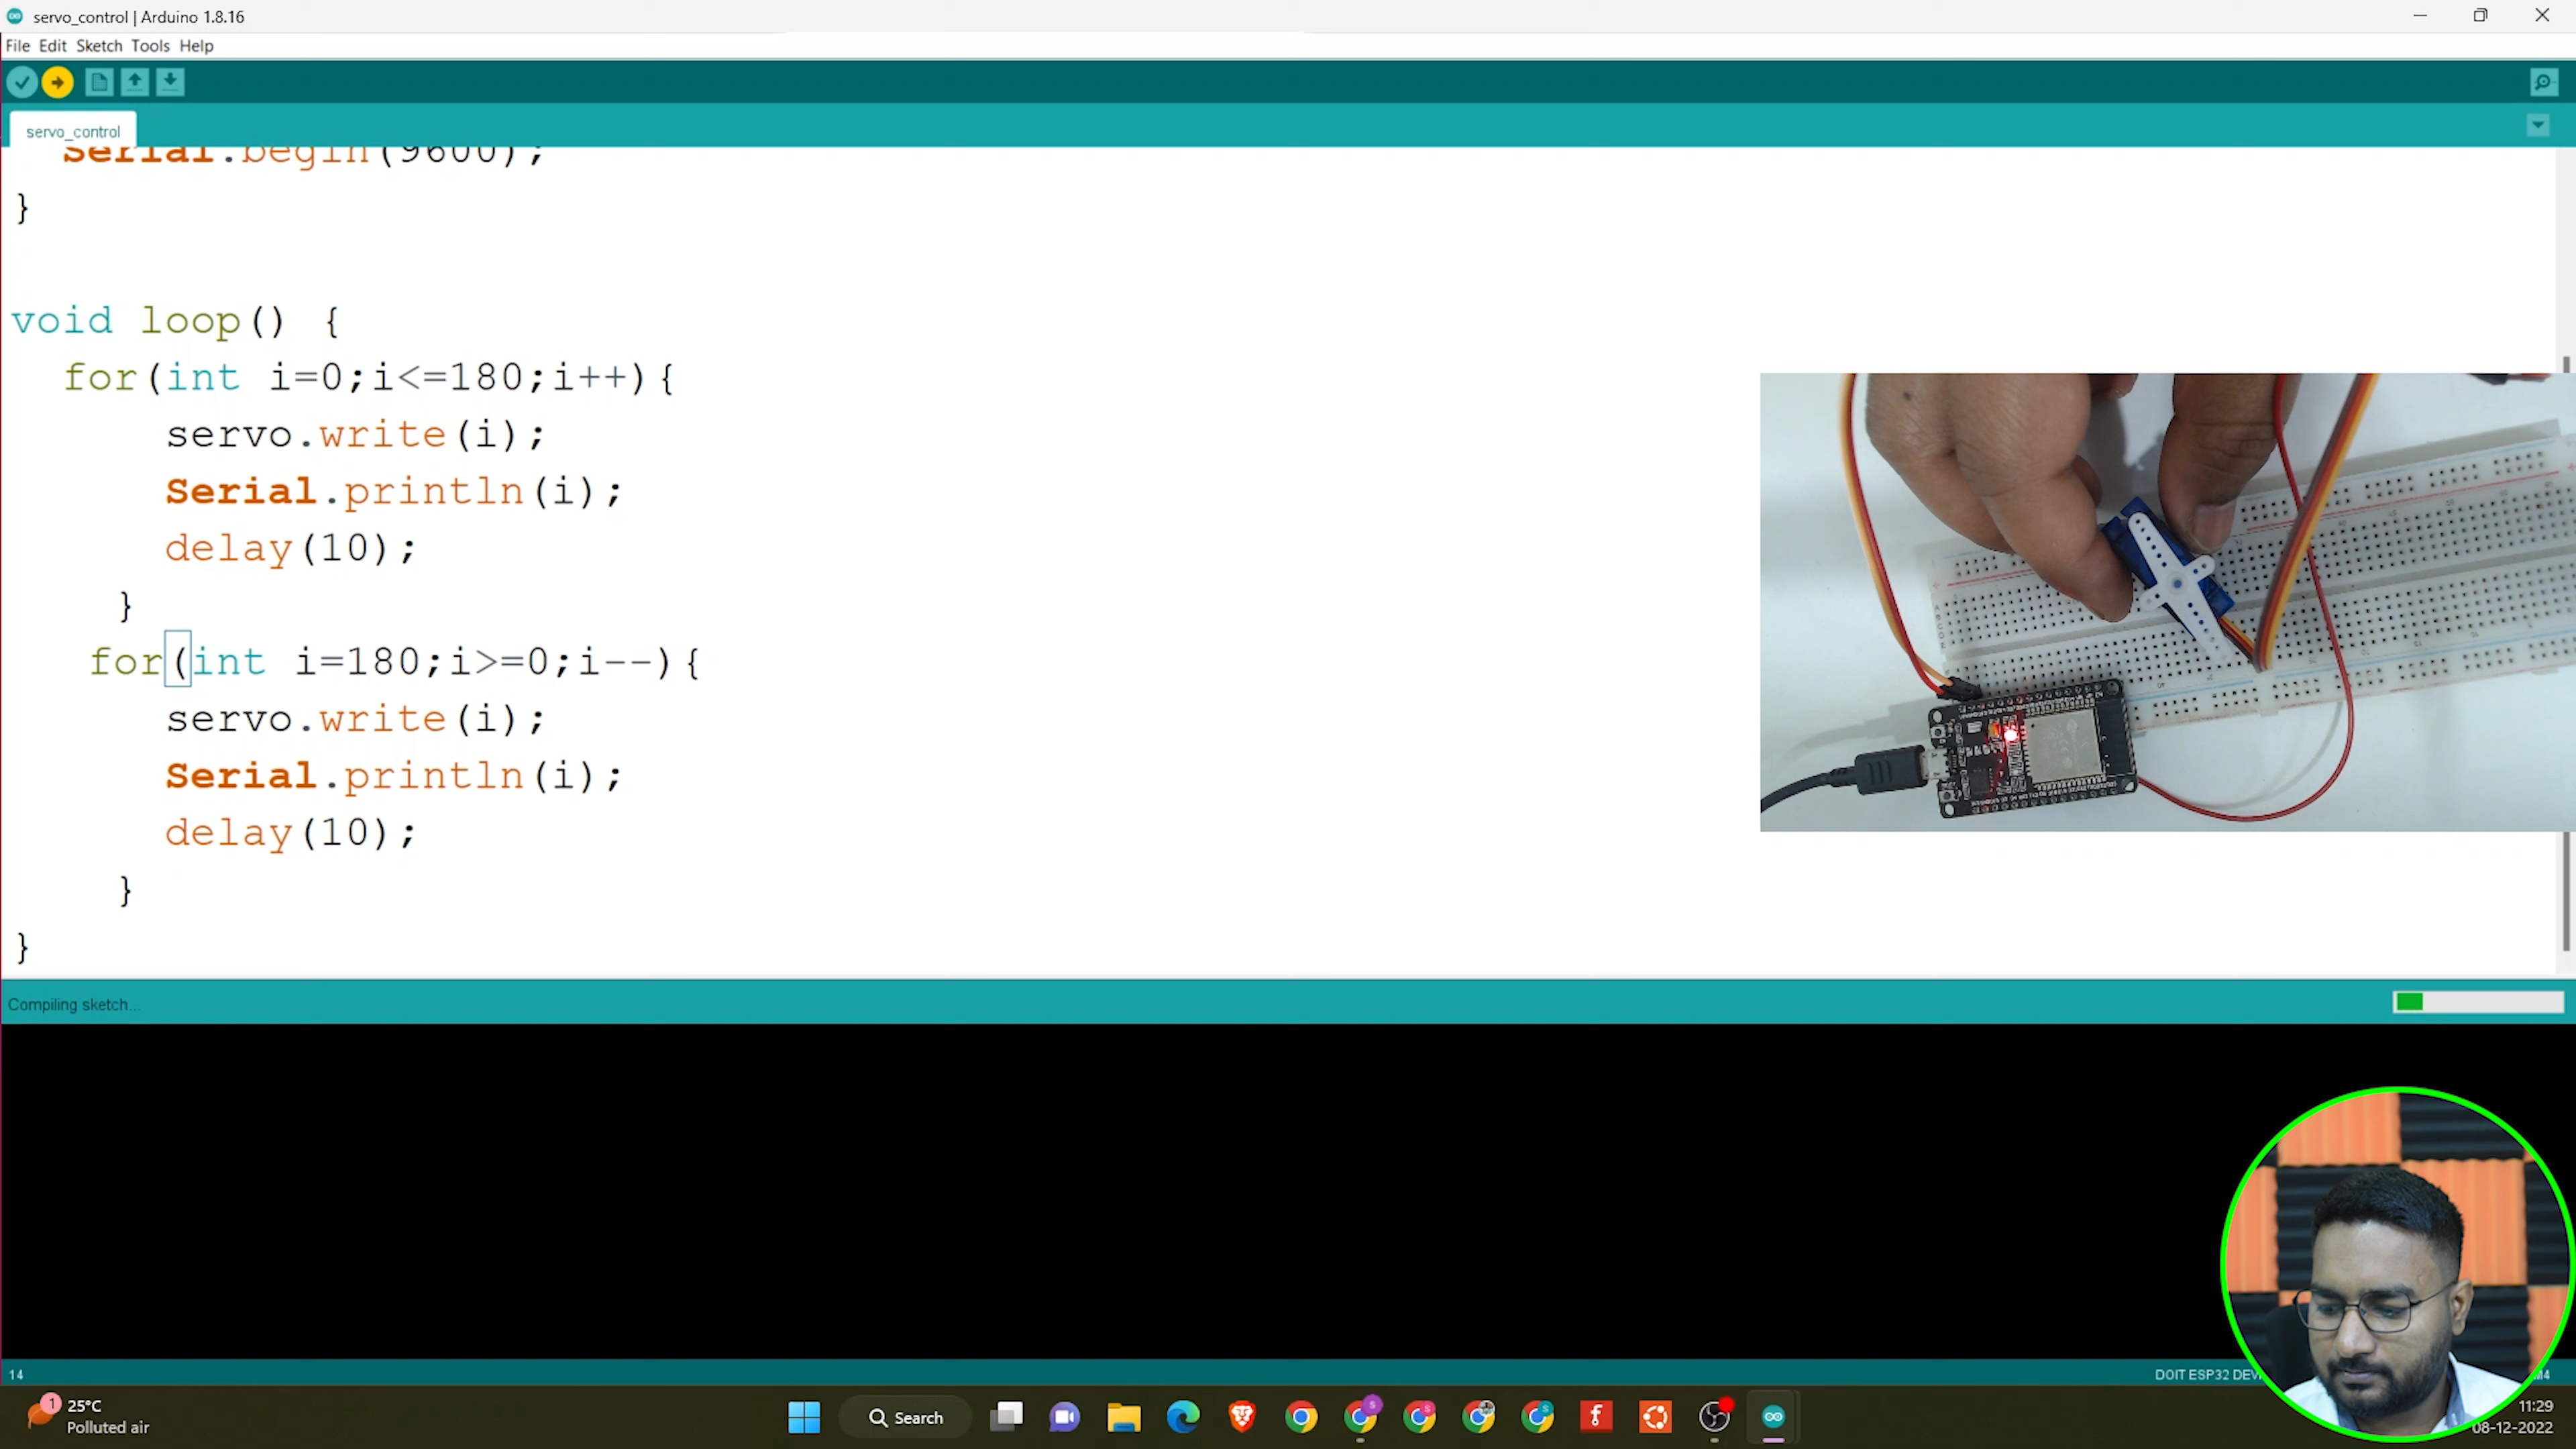 servo_control | Arduino 1.8.16
File Edit Sketch Tools Help
servo_control
Serial.begin(9600);
}
void loop() {
for(int i=0;i<=180;i++){
servo.write(i);
Serial.println(i);
delay(10);
}
for(int i=180;i>=0;i--){
servo.write(i);
Serial.println(i);
delay(10);
}
}
Compiling sketch...
14
DOIT ESP32
1
25°C
Polluted air
Search
11:29
08-12-2022